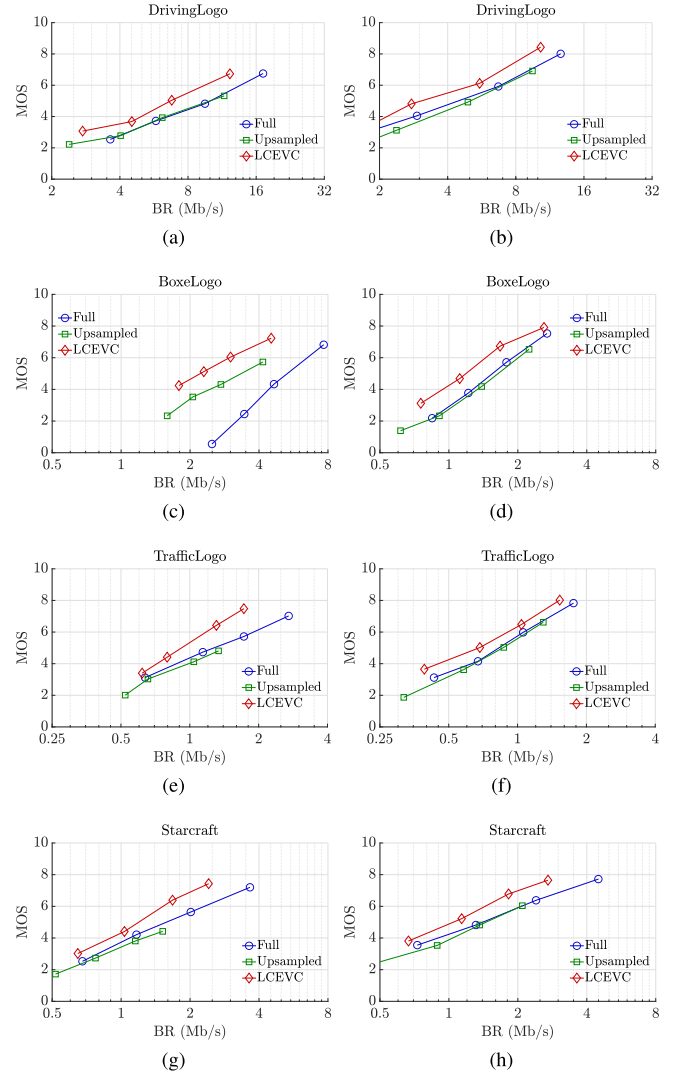 DrivingLogo
10
8
6
4
2
0
MOS
Full
Upsampled
LCEVC
2 4 8 16 32
BR (Mb/s)
(a)
DrivingLogo
10
8
6
4
2
0
MOS
Full
Upsampled
LCEVC
2 4 8 16 32
BR (Mb/s)
(b)
BoxeLogo
10
8
6
4
2
0
MOS
Full
Upsampled
LCEVC
0.5 1 2 4 8
BR (Mb/s)
(c)
BoxeLogo
10
8
6
4
2
0
MOS
Full
Upsampled
LCEVC
0.5 1 2 4 8
BR (Mb/s)
(d)
TrafficLogo
10
8
6
4
2
0
MOS
Full
Upsampled
LCEVC
0.25 0.5 1 2 4
BR (Mb/s)
(e)
TrafficLogo
10
8
6
4
2
0
MOS
Full
Upsampled
LCEVC
0.25 0.5 1 2 4
BR (Mb/s)
(f)
Starcraft
10
8
6
4
2
0
MOS
Full
Upsampled
LCEVC
0.5 1 2 4 8
BR (Mb/s)
(g)
Starcraft
10
8
6
4
2
0
MOS
Full
Upsampled
LCEVC
0.5 1 2 4 8
BR (Mb/s)
(h)